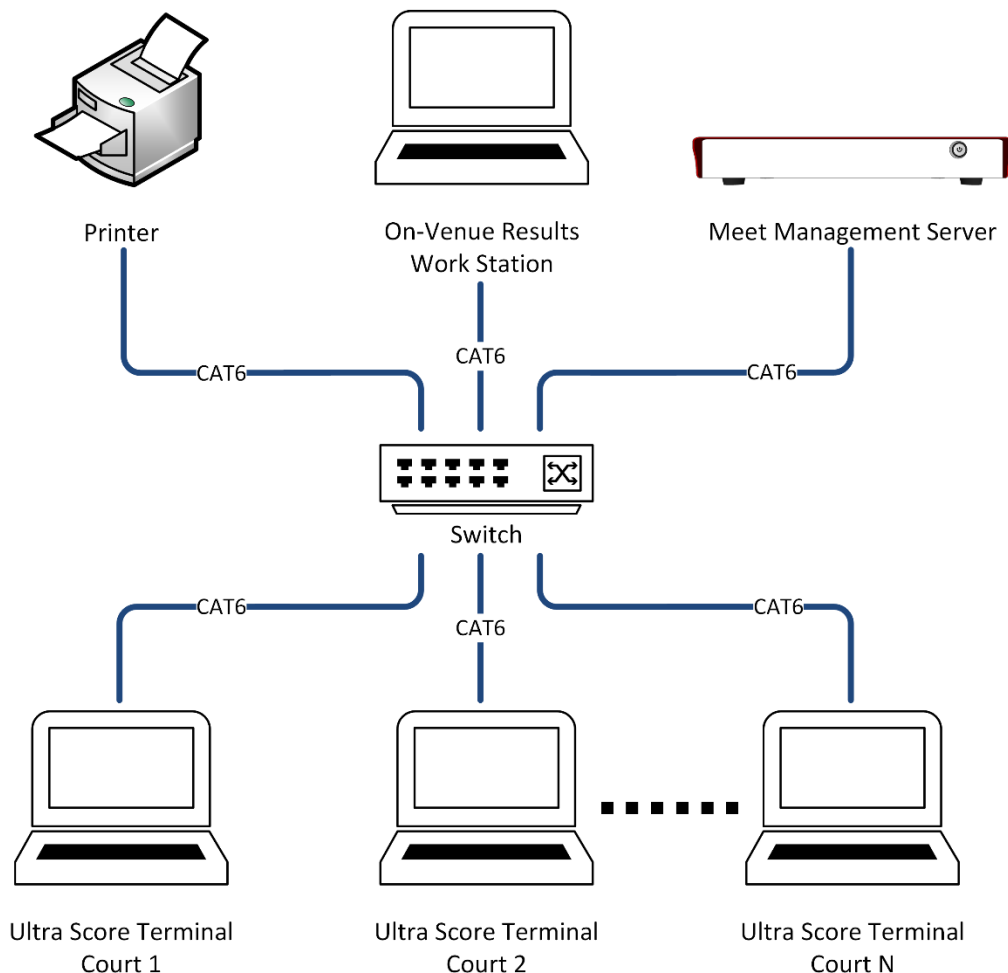 Printer
On-Venue Results
Work Station
Meet Management Server
CAT6
CAT6
CAT6
Switch
CAT6
CAT6
CAT6
Ultra Score Terminal
Court 1
Ultra Score Terminal
Court 2
Ultra Score Terminal
Court N